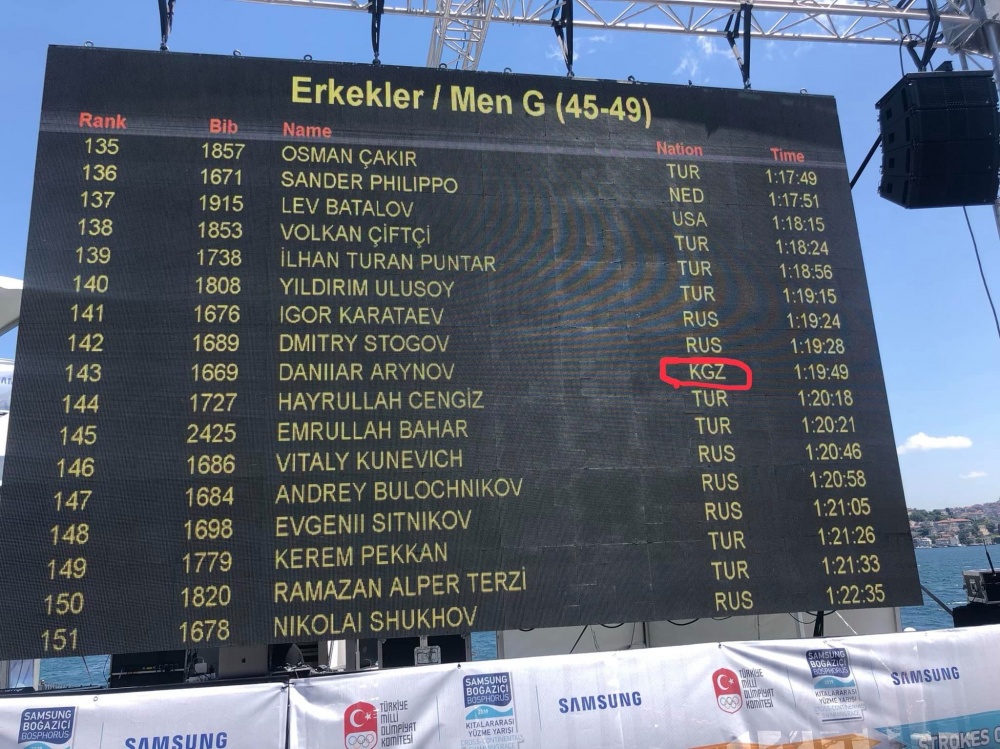 Erkekler / Men G (45-49)
Rank Bib Name Nation Time
135 1857 OSMAN ÇAKIR TUR 1:17:49
136 1671 SANDER PHILIPPO NED 1:17:51
137 1915 LEV BATALOV USA 1:18:15
138 1853 VOLKAN ÇİFTÇİ TUR 1:18:24
139 1738 İLHAN TURAN PUNTAR TUR 1:18:56
140 1808 YILDIRIM ULUSOY TUR 1:19:15
141 1676 IGOR KARATAEV RUS 1:19:24
142 1689 DMITRY STOGOV RUS 1:19:28
143 1669 DANIIAR ARYNOV KGZ 1:19:49
144 1727 HAYRULLAH CENGİZ TUR 1:20:18
145 2425 EMRULLAH BAHAR TUR 1:20:21
146 1686 VITALY KUNEVICH RUS 1:20:46
147 1684 ANDREY BULOCHNIKOV RUS 1:20:58
148 1698 EVGENII SITNIKOV RUS 1:21:05
149 1779 KEREM PEKKAN TUR 1:21:26
150 1820 RAMAZAN ALPER TERZİ TUR 1:21:33
151 1678 NIKOLAI SHUKHOV RUS 1:22:35
SAMSUNG
BOĞAZİÇİ
BOSPHORUS
SAMSUNG
TÜRKİYE
MİLLİ
OLİMPİYAT
KOMİTESİ
SAMSUNG
BOĞAZİÇİ
BOSPHORUS
KITALARARASI
YÜZME YARIŞI
SAMSUNG
TÜRKİYE
MİLLİ
OLİMPİYAT
KOMİTESİ
SAMSUNG
BOĞAZİÇİ
BOSPHORUS
KITALARARASI
YÜZME YARIŞI
SAMSUNG
STROKES